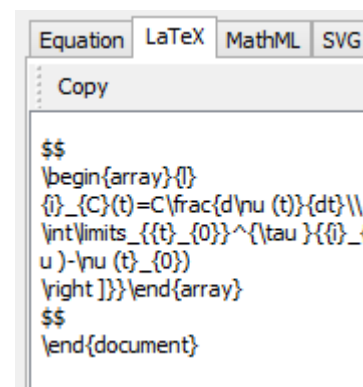 Equation LaTeX MathML SVG
Copy
$$
\begin{array}{l}
{i}_{C}(t)=C\frac{d\nu (t)}{dt}\\
\int\limits_{{t}_{0}}^{\tau }{{i}_
u )-\nu (t}_{0})
\right ]}}\end{array}
$$
\end{document}